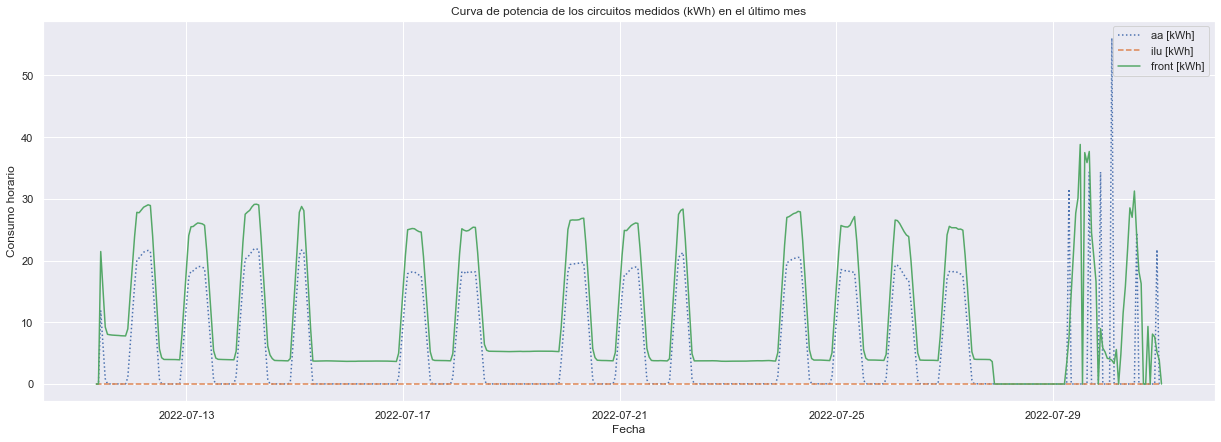 Curva de potencia de los circuitos medidos (kWh) en el último mes
aa [kWh]
ilu [kWh]
front [kWh]
50
40
30
20
10
0
Consumo horario
2022-07-13
2022-07-17
2022-07-21
2022-07-25
2022-07-29
Fecha